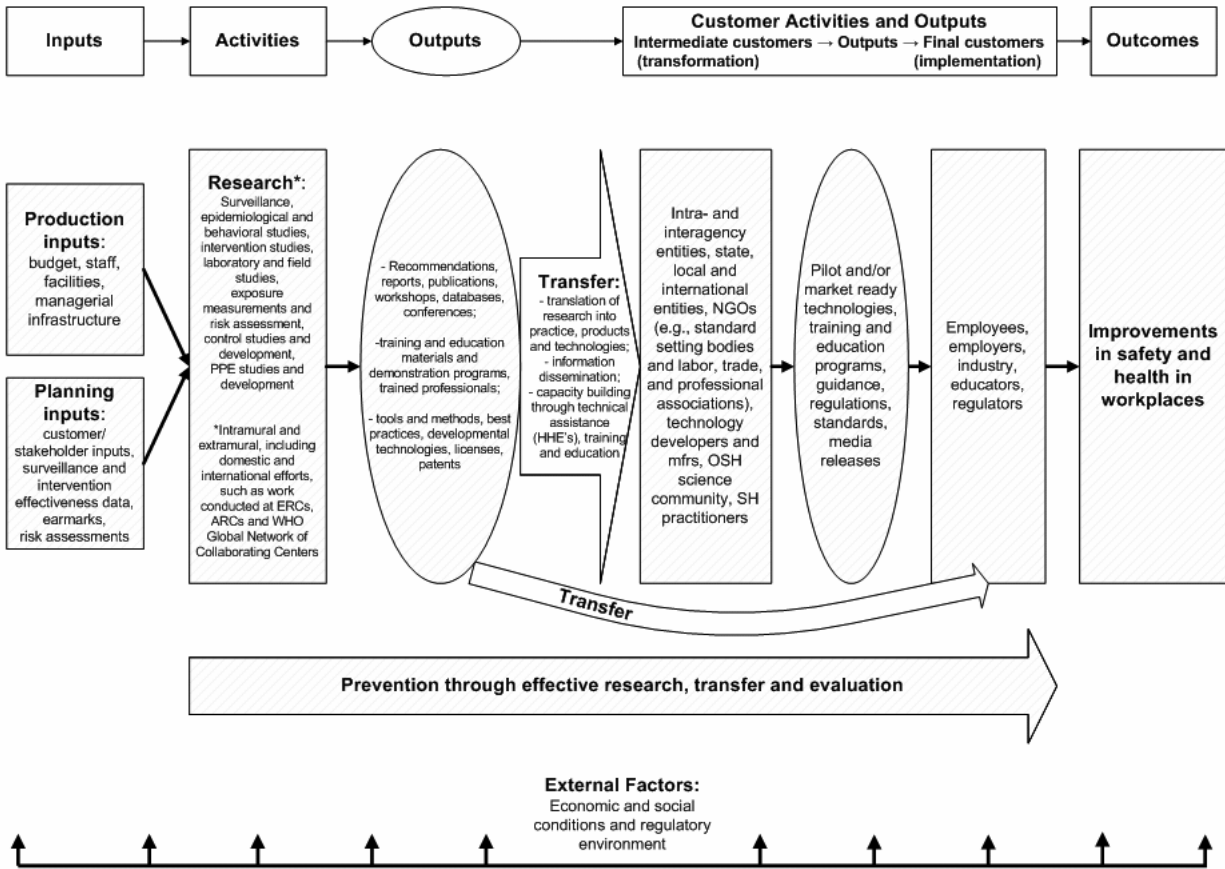 Inputs
Activities
Outputs
Customer Activities and Outputs
Intermediate customers → Outputs → Final customers
(transformation) (implementation)
Outcomes
Production
inputs:
budget, staff,
facilities,
managerial
infrastructure
Planning
inputs:
customer/
stakeholder inputs,
surveillance and
intervention
effectiveness data,
earmarks,
risk assessments
Research*:
Surveillance,
epidemiological and
behavioral studies,
intervention studies,
laboratory and field
studies,
exposure
measurements and
risk assessment,
control studies and
development,
PPE studies and
development
*Intramural and
extramural, including
domestic and
international efforts,
such as work
conducted at ERCs,
ARCs and WHO
Global Network of
Collaborating Centers
- Recommendations,
reports, publications,
workshops, databases,
conferences;
-training and education
materials and
demonstration programs,
trained professionals;
- tools and methods, best
practices, developmental
technologies, licenses,
patents
Transfer:
- translation of
research into
practice, products
and technologies;
- information
dissemination;
- capacity building
through technical
assistance
(HHE's), training
and education
Intra- and
interagency
entities, state,
local and
international
entities, NGOs
(e.g., standard
setting bodies
and labor, trade,
and professional
associations),
technology
developers and
mfrs, OSH
science
community, SH
practitioners
Pilot and/or
market ready
technologies,
training and
education
programs,
guidance,
regulations,
standards,
media
releases
Employees,
employers,
industry,
educators,
regulators
Improvements
in safety and
health in
workplaces
Transfer
Prevention through effective research, transfer and evaluation
External Factors:
Economic and social
conditions and regulatory
environment